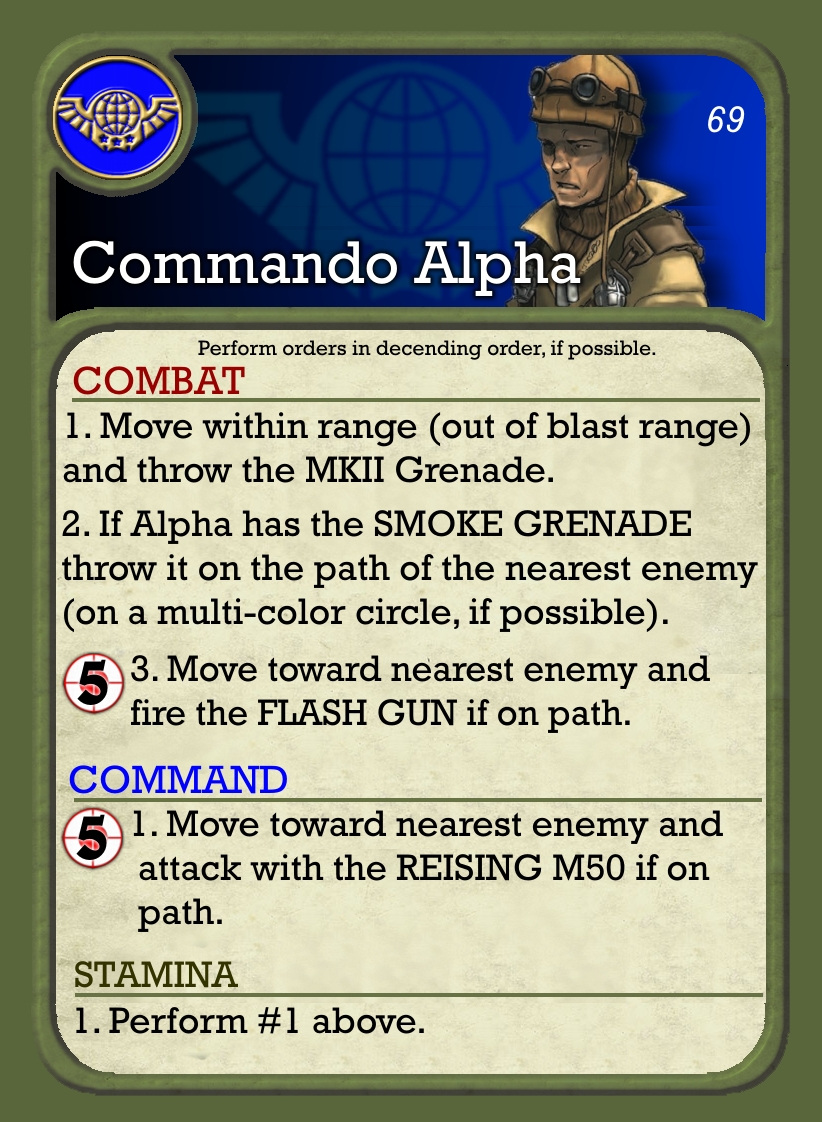 69
Commando Alpha
Perform orders in decending order, if possible.
COMBAT
1. Move within range (out of blast range)
and throw the MKII Grenade.
2. If Alpha has the SMOKE GRENADE
throw it on the path of the nearest enemy
(on a multi-color circle, if possible).
5 3. Move toward nearest enemy and
fire the FLASH GUN if on path.
COMMAND
5 1. Move toward nearest enemy and
attack with the REISING M50 if on
path.
STAMINA
1. Perform #1 above.